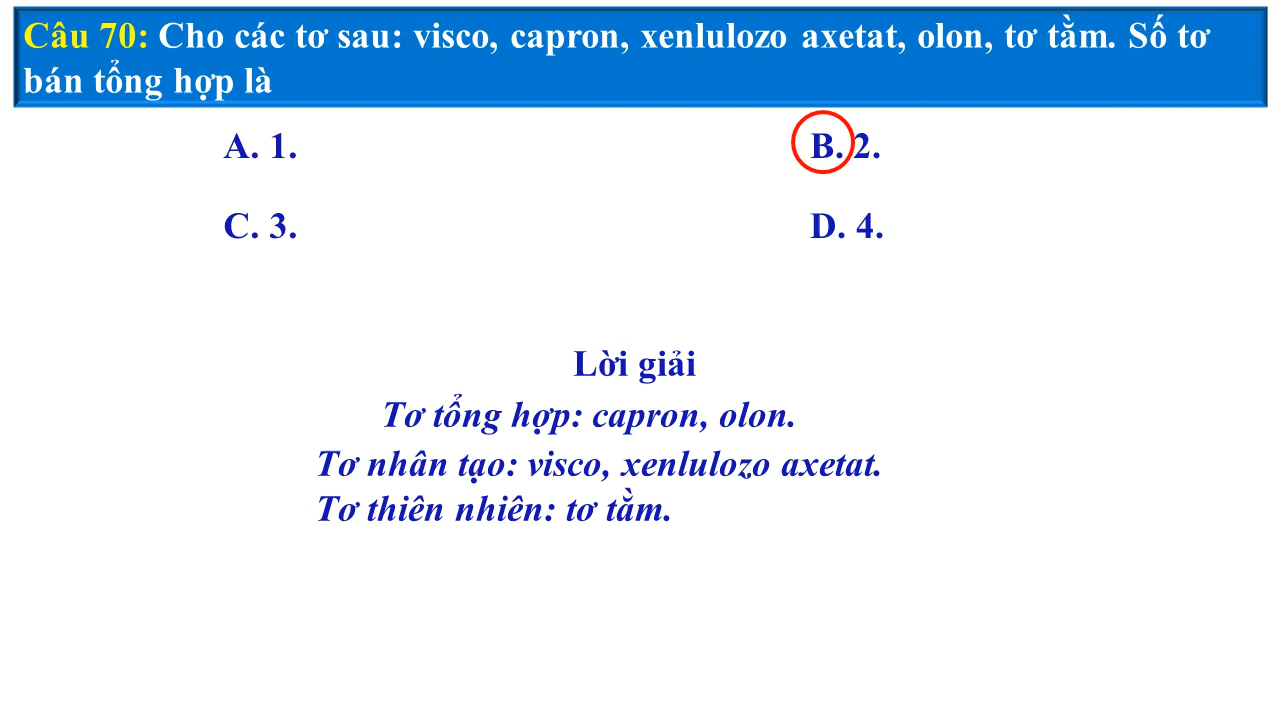 Câu 70: Cho các tơ sau: visco, capron, xenlulozo axetat, olon, tơ tằm. Số tơ
bán tổng hợp là
A. 1.
B. 2.
C. 3.
D. 4.
Lời giải
Tơ tổng hợp: capron, olon.
Tơ nhân tạo: visco, xenlulozo axetat.
Tơ thiên nhiên: tơ tằm.